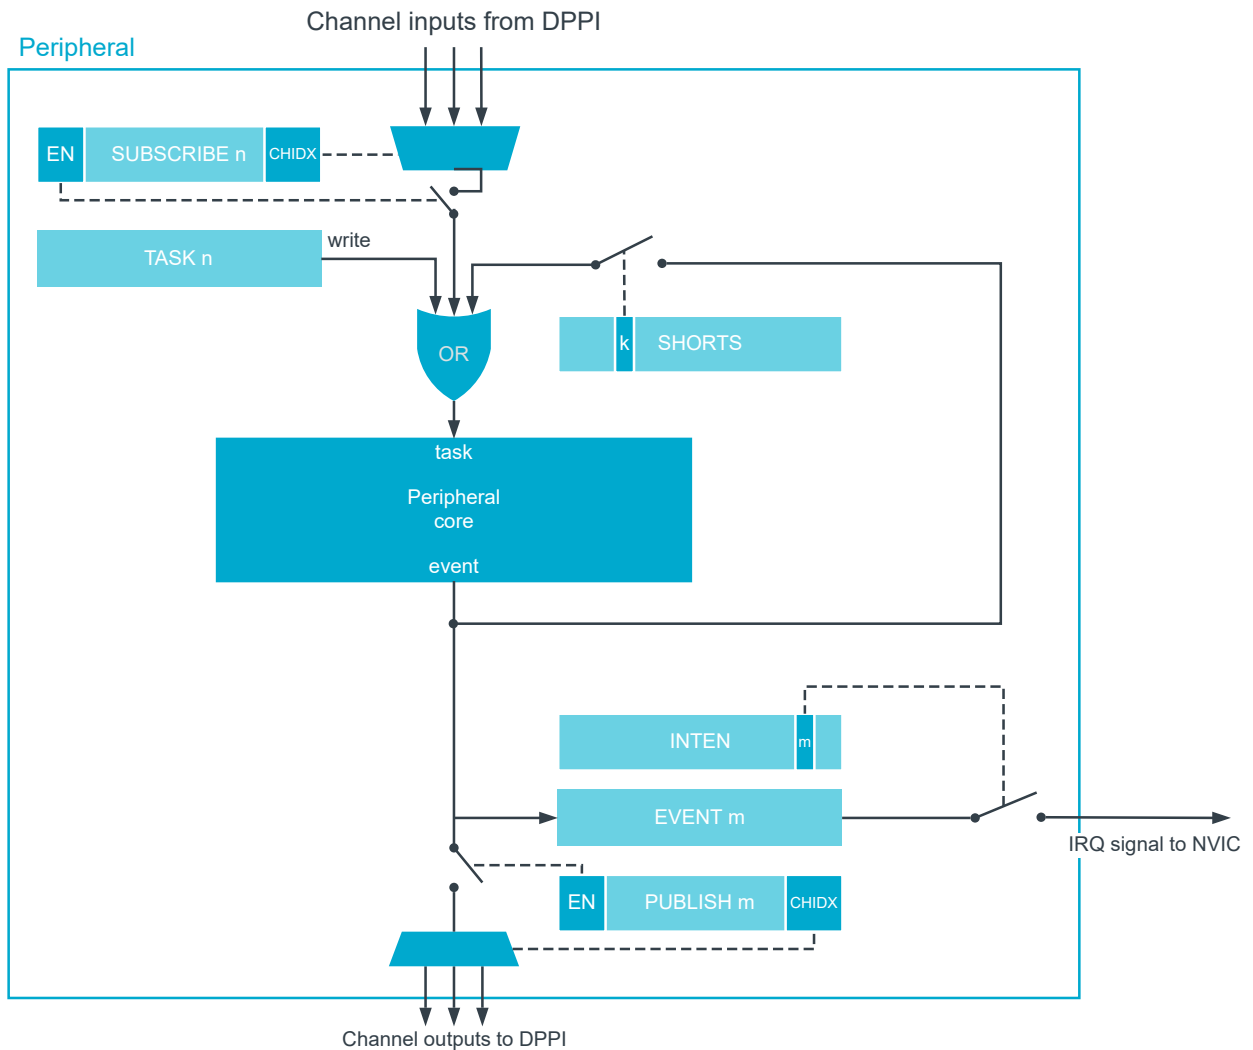 Channel inputs from DPPI
Peripheral
EN SUBSCRIBE n CHIDX
write
TASK n
OR
k SHORTS
task
Peripheral
core
event
INTEN m
EVENT m
IRQ signal to NVIC
EN PUBLISH m CHIDX
Channel outputs to DPPI